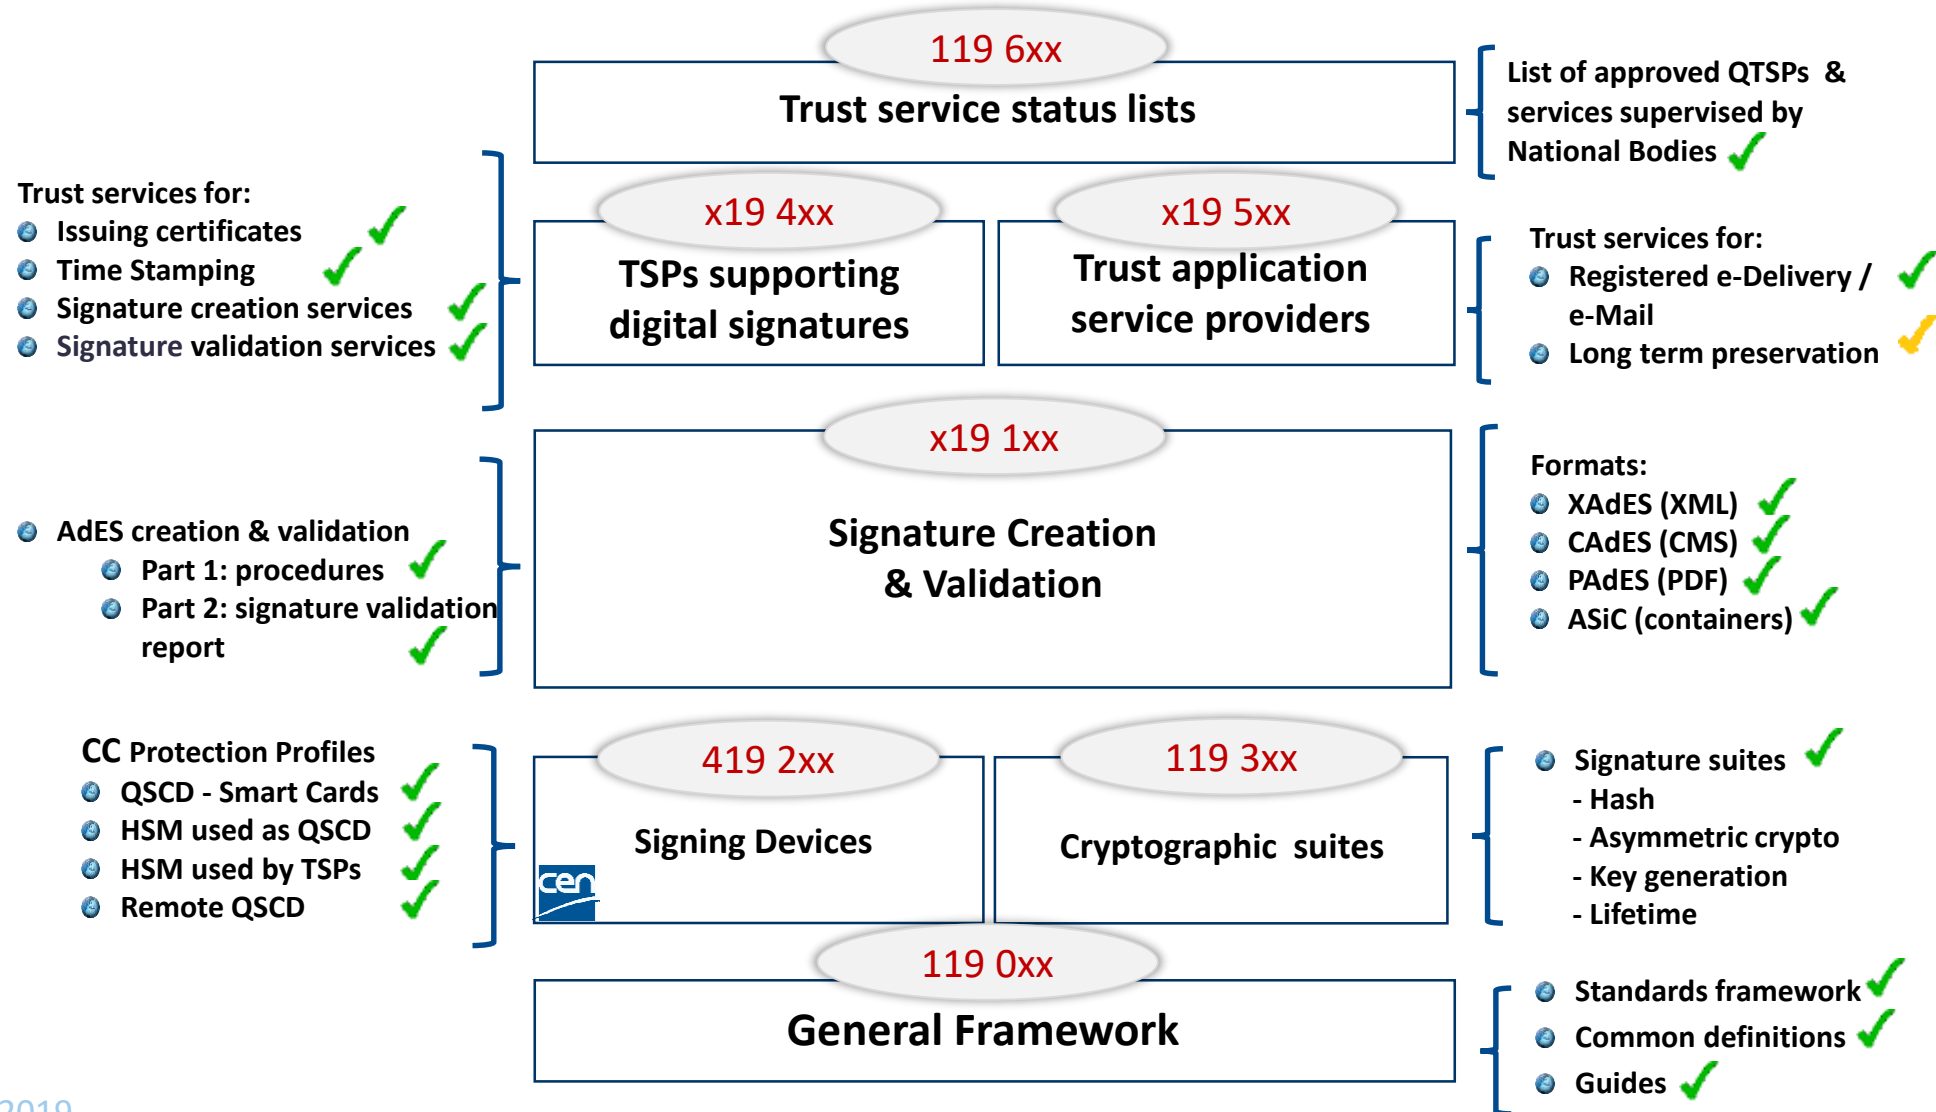 119 6xx
Trust service status lists
List of approved QTSPs &
services supervised by
National Bodies
Trust services for:
Issuing certificates
Time Stamping
Signature creation services
Signature validation services
x19 4xx
TSPs supporting
digital signatures
x19 5xx
Trust application
service providers
Trust services for:
Registered e-Delivery /
e-Mail
Long term preservation
x19 1xx
Signature Creation
& Validation
AdES creation & validation
Part 1: procedures
Part 2: signature validation
report
Formats:
XAdES (XML)
CAdES (CMS)
PAdES (PDF)
ASiC (containers)
CC Protection Profiles
QSCD - Smart Cards
HSM used as QSCD
HSM used by TSPs
Remote QSCD
419 2xx
Signing Devices
cen
119 3xx
Cryptographic suites
Signature suites
- Hash
- Asymmetric crypto
- Key generation
- Lifetime
119 0xx
General Framework
Standards framework
Common definitions
Guides
2019